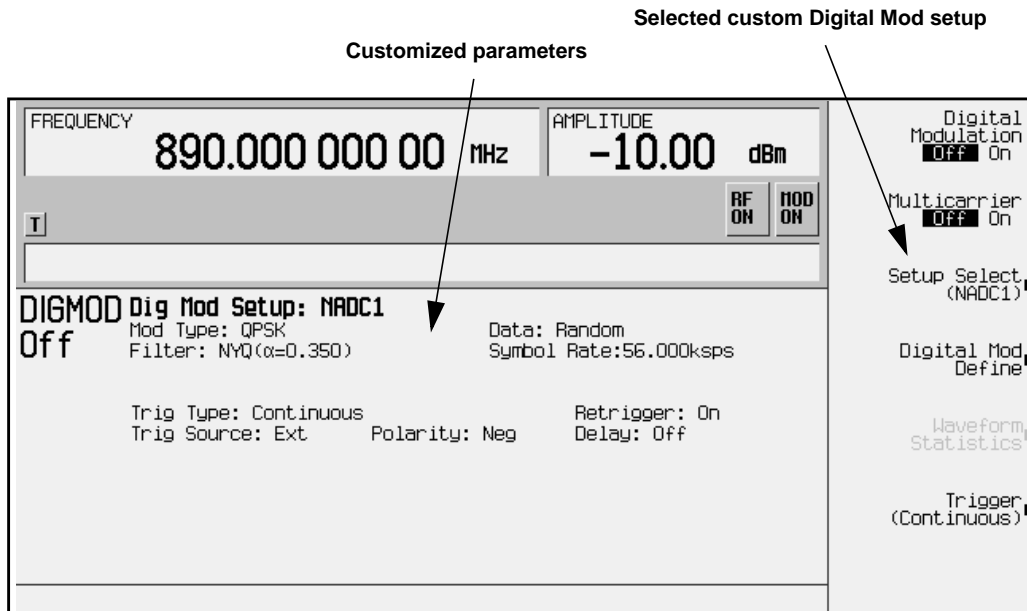 Selected custom Digital Mod setup
Customized parameters
FREQUENCY
890.000 000 00 MHz
AMPLITUDE
-10.00 dBm
RF ON
MOD ON
T
DIGMOD Off
Dig Mod Setup: NADC1
Mod Type: QPSK
Data: Random
Filter: NYQ(α=0.350)
Symbol Rate:56.000ksps
Trig Type: Continuous
Retrigger: On
Trig Source: Ext Polarity: Neg Delay: Off
Digital
Modulation
Off On
Multicarrier
Off On
Setup Select
(NADC1)
Digital Mod
Define
Waveform
Statistics
Trigger
(Continuous)